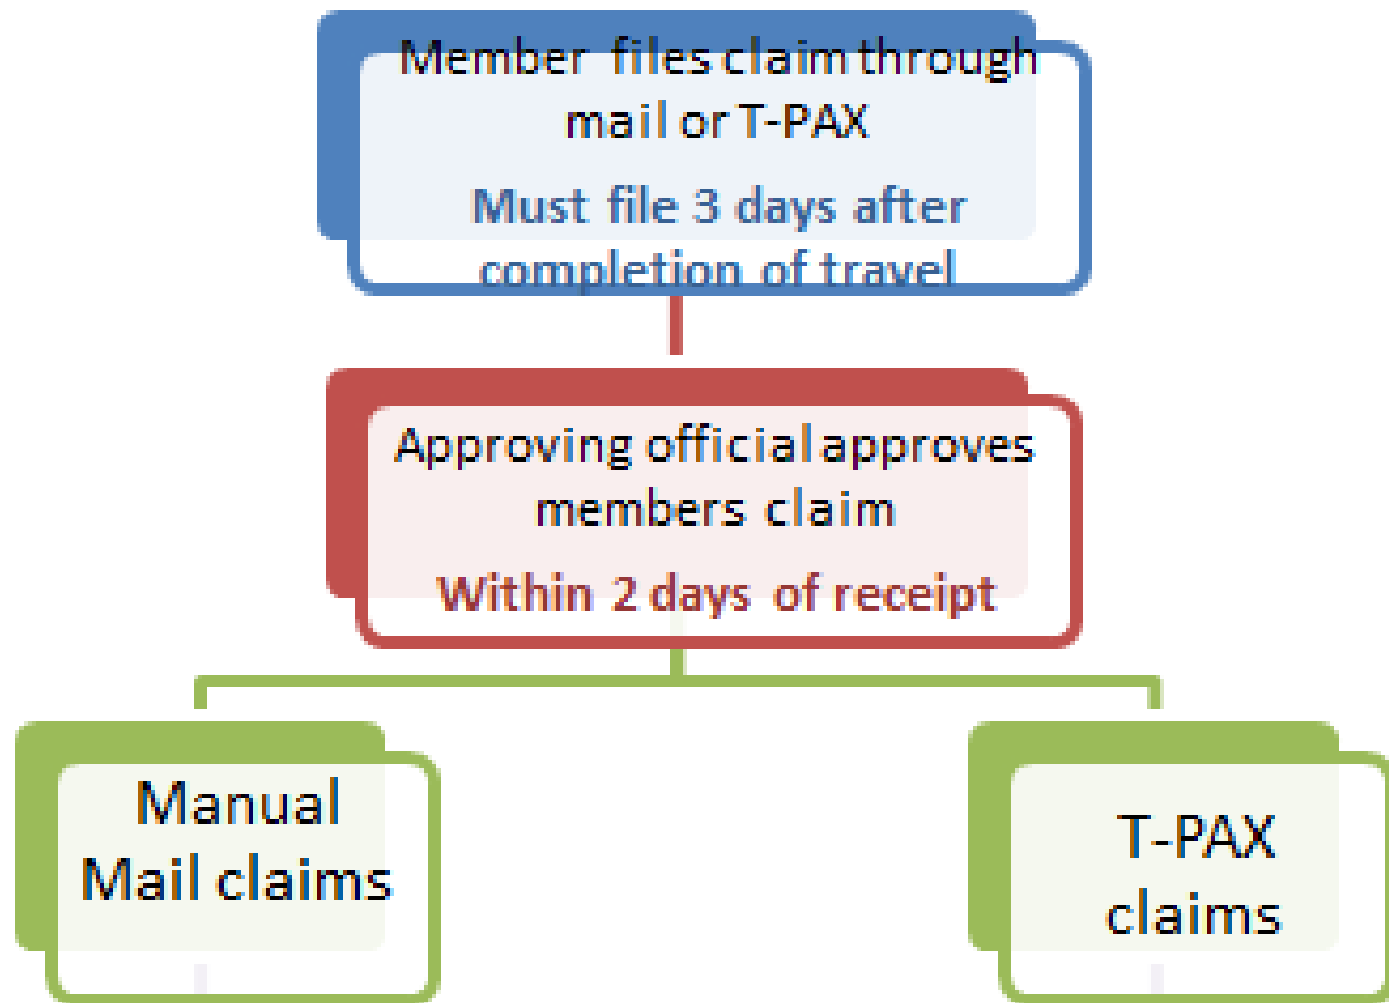 Member files claim through
mail or T-PAX
Must file 3 days after
completion of travel
Approving official approves
members claim
Within 2 days of receipt
Manual
Mail claims
T-PAX
claims